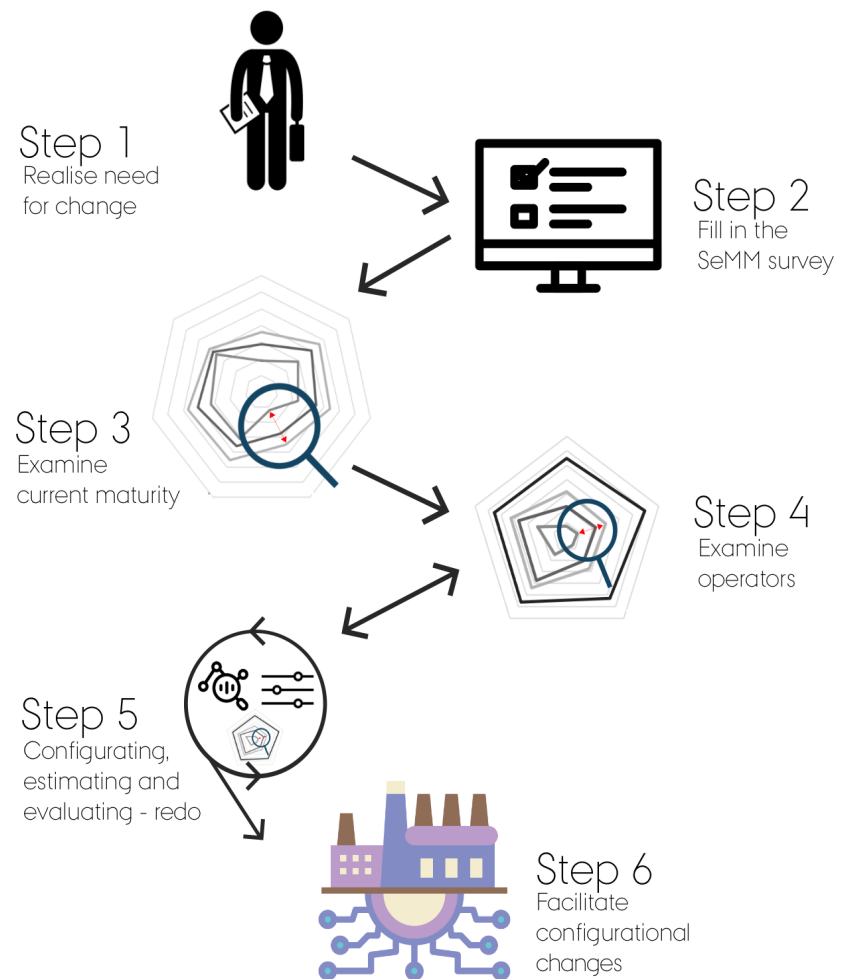 Step 1
Realise need
for change
Step 2
Fill in the
SeMM survey
Step 3
Examine
current maturity
Step 4
Examine
operators
Step 5
Configurating,
estimating and
evaluating - redo
Step 6
Facilitate
configurational
changes